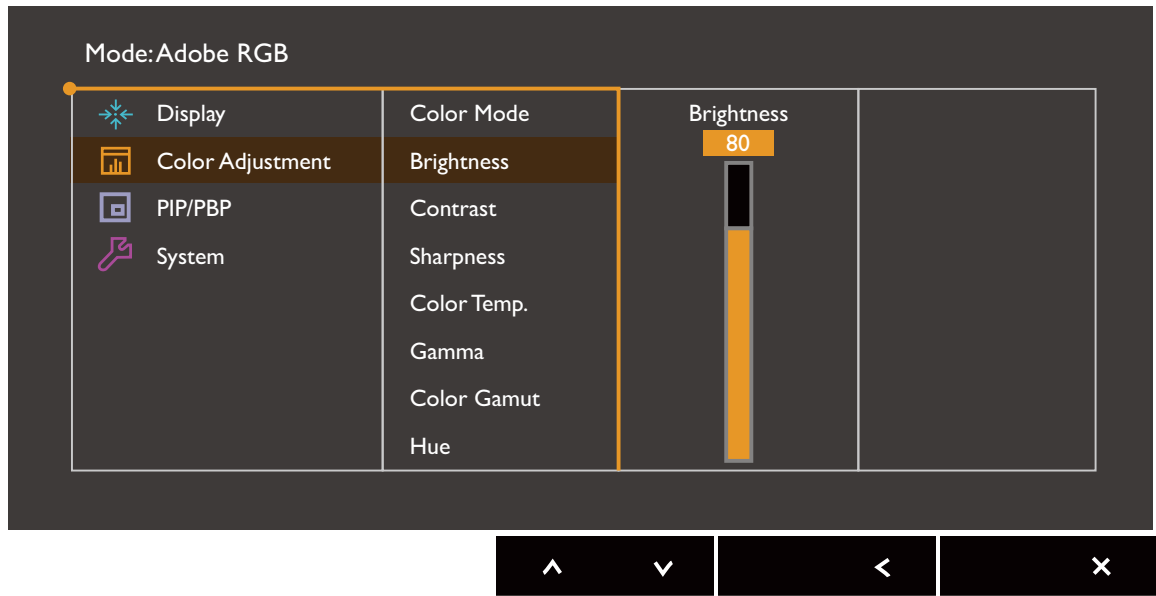 Mode: Adobe RGB
Display
Color Adjustment
PIP/PBP
System
Color Mode
Brightness
Contrast
Sharpness
Color Temp.
Gamma
Color Gamut
Hue
Brightness
80